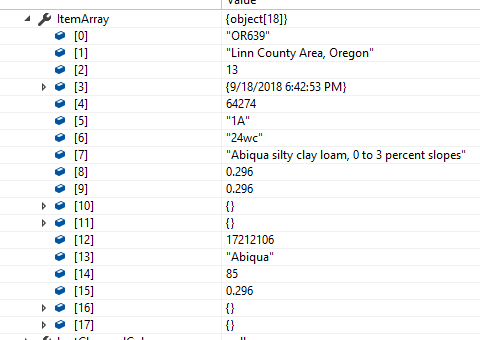 Value
ItemArray {object[18]}
[0] "OR639"
[1] "Linn County Area, Oregon"
[2] 13
[3] {9/18/2018 6:42:53 PM}
[4] 64274
[5] "1A"
[6] "24wc"
[7] "Abiqua silty clay loam, 0 to 3 percent slopes"
[8] 0.296
[9] 0.296
[10] {}
[11] {}
[12] 17212106
[13] "Abiqua"
[14] 85
[15] 0.296
[16] {}
[17] {}